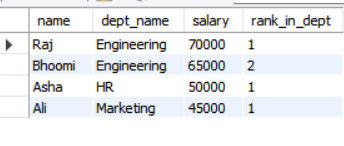 name dept_name salary rank_in_dept
Raj Engineering 70000 1
Bhoomi Engineering 65000 2
Asha HR 50000 1
Ali Marketing 45000 1